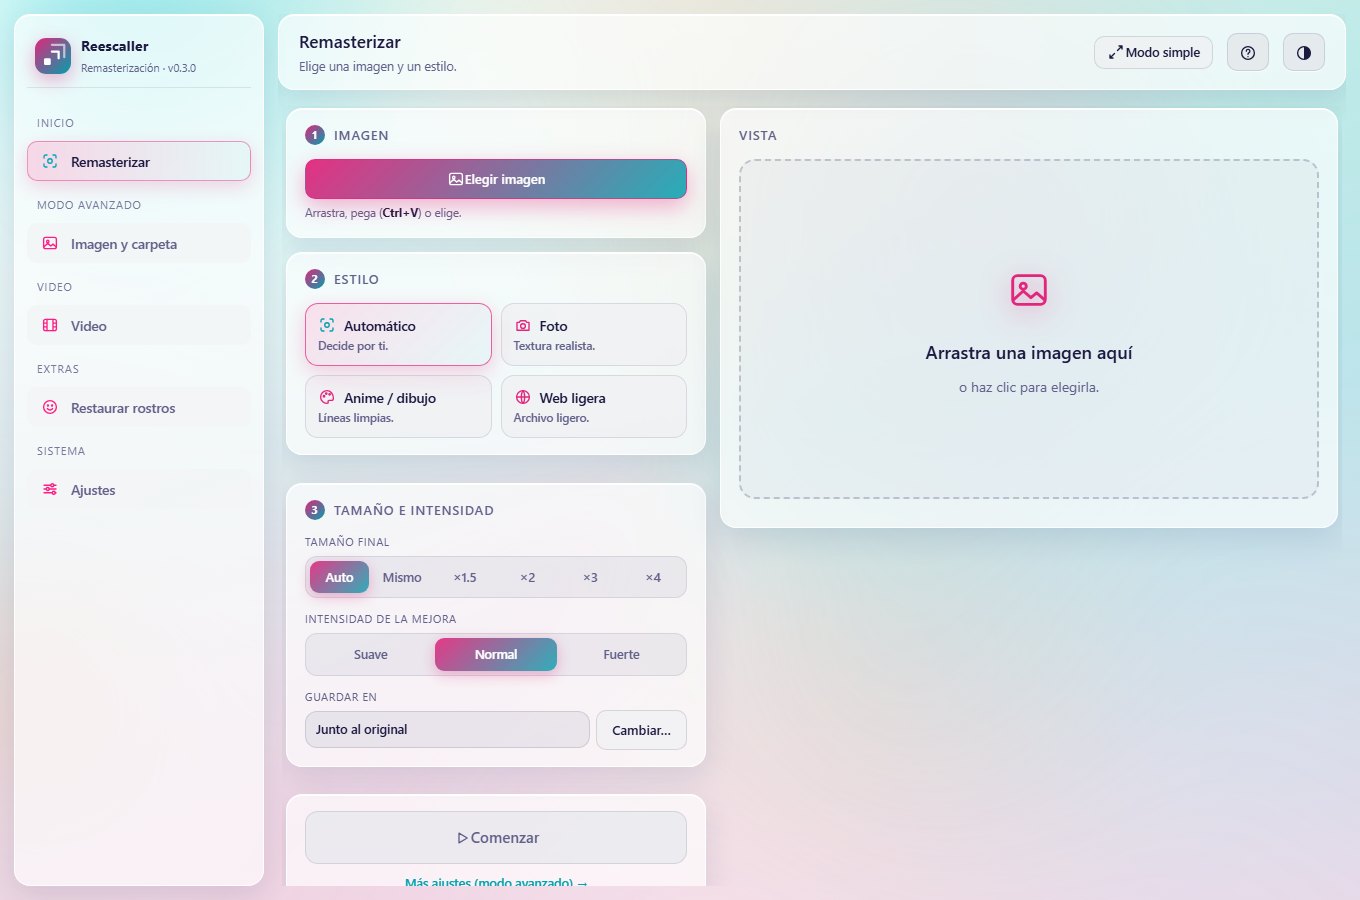 Reescaller
Remasterización · v0.3.0
INICIO
Remasterizar
MODO AVANZADO
Imagen y carpeta
VIDEO
Video
EXTRAS
Restaurar rostros
SISTEMA
Ajustes
Remasterizar
Elige una imagen y un estilo.
Modo simple
1 IMAGEN
Elegir imagen
Arrastra, pega (Ctrl+V) o elige.
2 ESTILO
Automático
Decide por ti.
Foto
Textura realista.
Anime / dibujo
Líneas limpias.
Web ligera
Archivo ligero.
3 TAMAÑO E INTENSIDAD
TAMAÑO FINAL
Auto Mismo ×1.5 ×2 ×3 ×4
INTENSIDAD DE LA MEJORA
Suave Normal Fuerte
GUARDAR EN
Junto al original Cambiar...
Comenzar
Más ajustes (modo avanzado) →
VISTA
Arrastra una imagen aquí
o haz clic para elegirla.